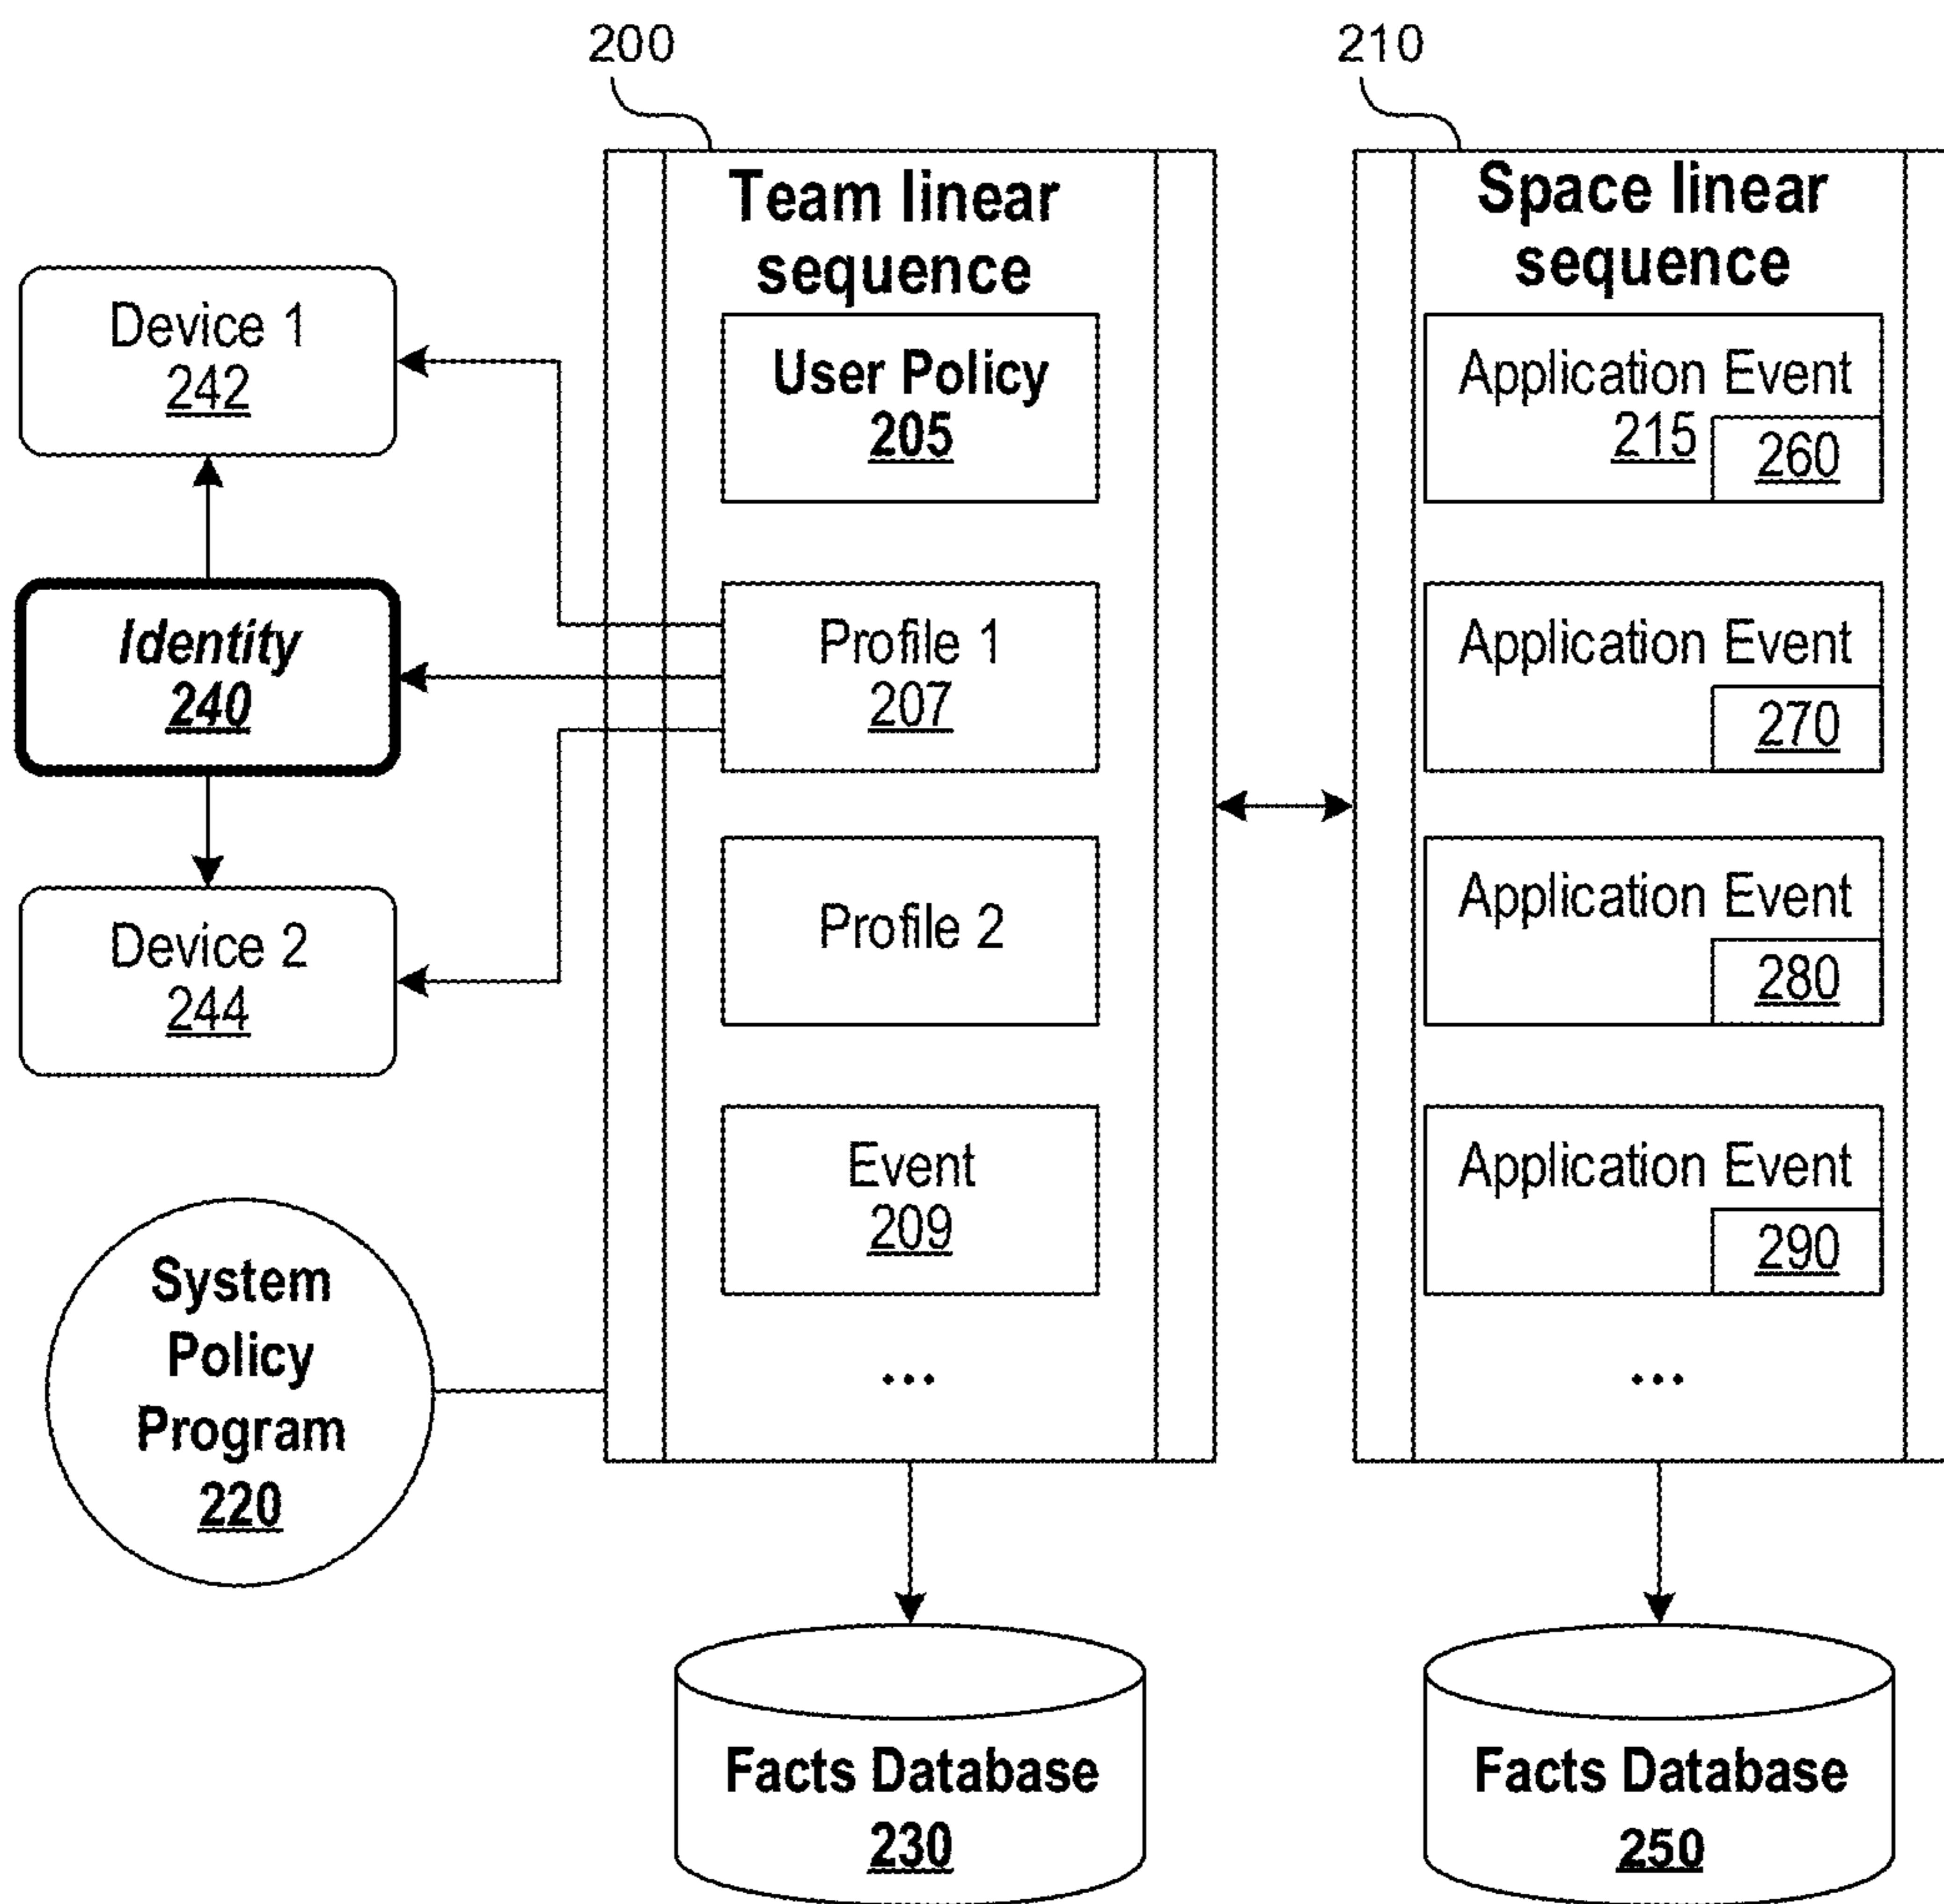 200
210
Team linear
sequence
Space linear
sequence
Device 1
242
User Policy
205
Application Event
215
260
Identity
240
Profile 1
207
Application Event
270
Device 2
244
Profile 2
Application Event
280
Event
209
Application Event
290
System
Policy
Program
220
...
...
Facts Database
230
Facts Database
250